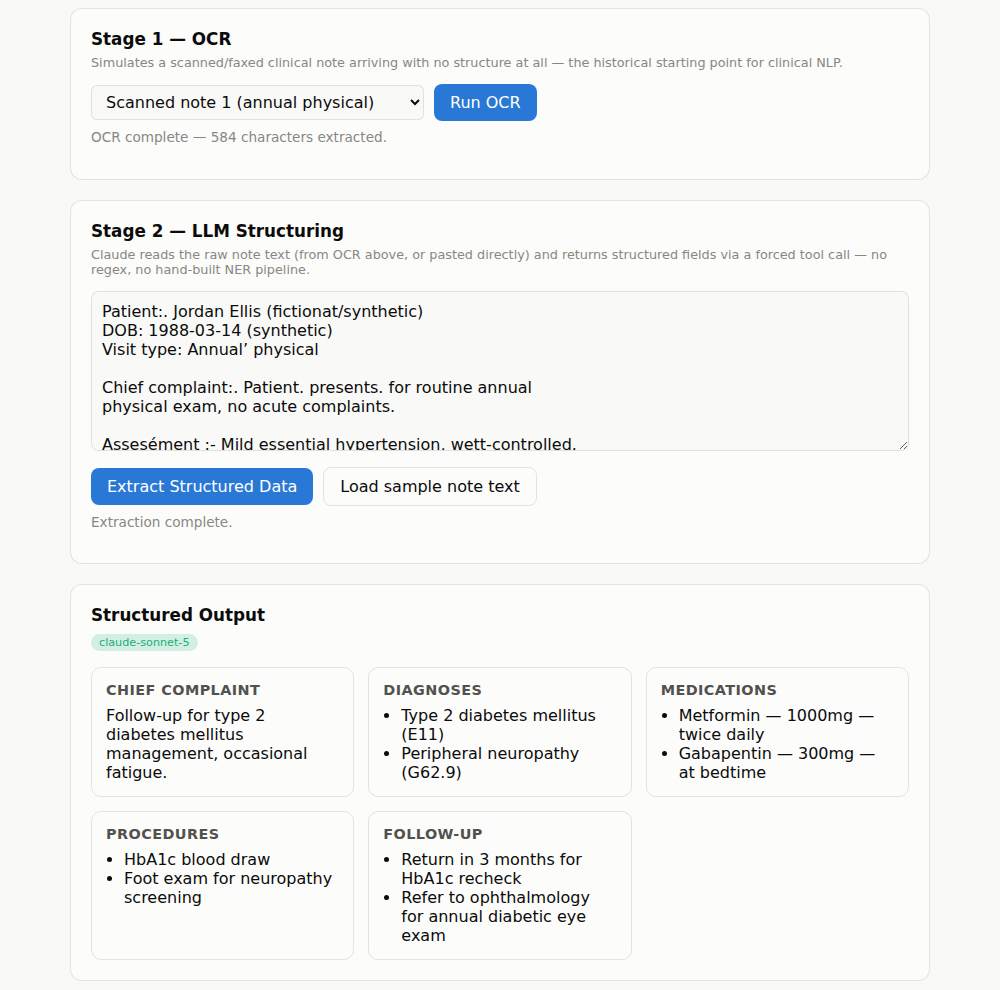 Stage 1 — OCR
Simulates a scanned/faxed clinical note arriving with no structure at all — the historical starting point for clinical NLP.
Scanned note 1 (annual physical)
Run OCR
OCR complete — 584 characters extracted.
Stage 2 — LLM Structuring
Claude reads the raw note text (from OCR above, or pasted directly) and returns structured fields via a forced tool call — no
regex, no hand-built NER pipeline.
Patient:. Jordan Ellis (fictionat/synthetic)
DOB: 1988-03-14 (synthetic)
Visit type: Annual’ physical
Chief complaint:. Patient. presents. for routine annual
physical exam, no acute complaints.
Assesément :- Mild essential hypertension, wett-controlled.
Extract Structured Data
Load sample note text
Extraction complete.
Structured Output
claude-sonnet-5
CHIEF COMPLAINT
Follow-up for type 2
diabetes mellitus
management, occasional
fatigue.
DIAGNOSES
• Type 2 diabetes mellitus
(E11)
• Peripheral neuropathy
(G62.9)
MEDICATIONS
• Metformin — 1000mg —
twice daily
• Gabapentin — 300mg —
at bedtime
PROCEDURES
• HbA1c blood draw
• Foot exam for neuropathy
screening
FOLLOW-UP
• Return in 3 months for
HbA1c recheck
• Refer to ophthalmology
for annual diabetic eye
exam